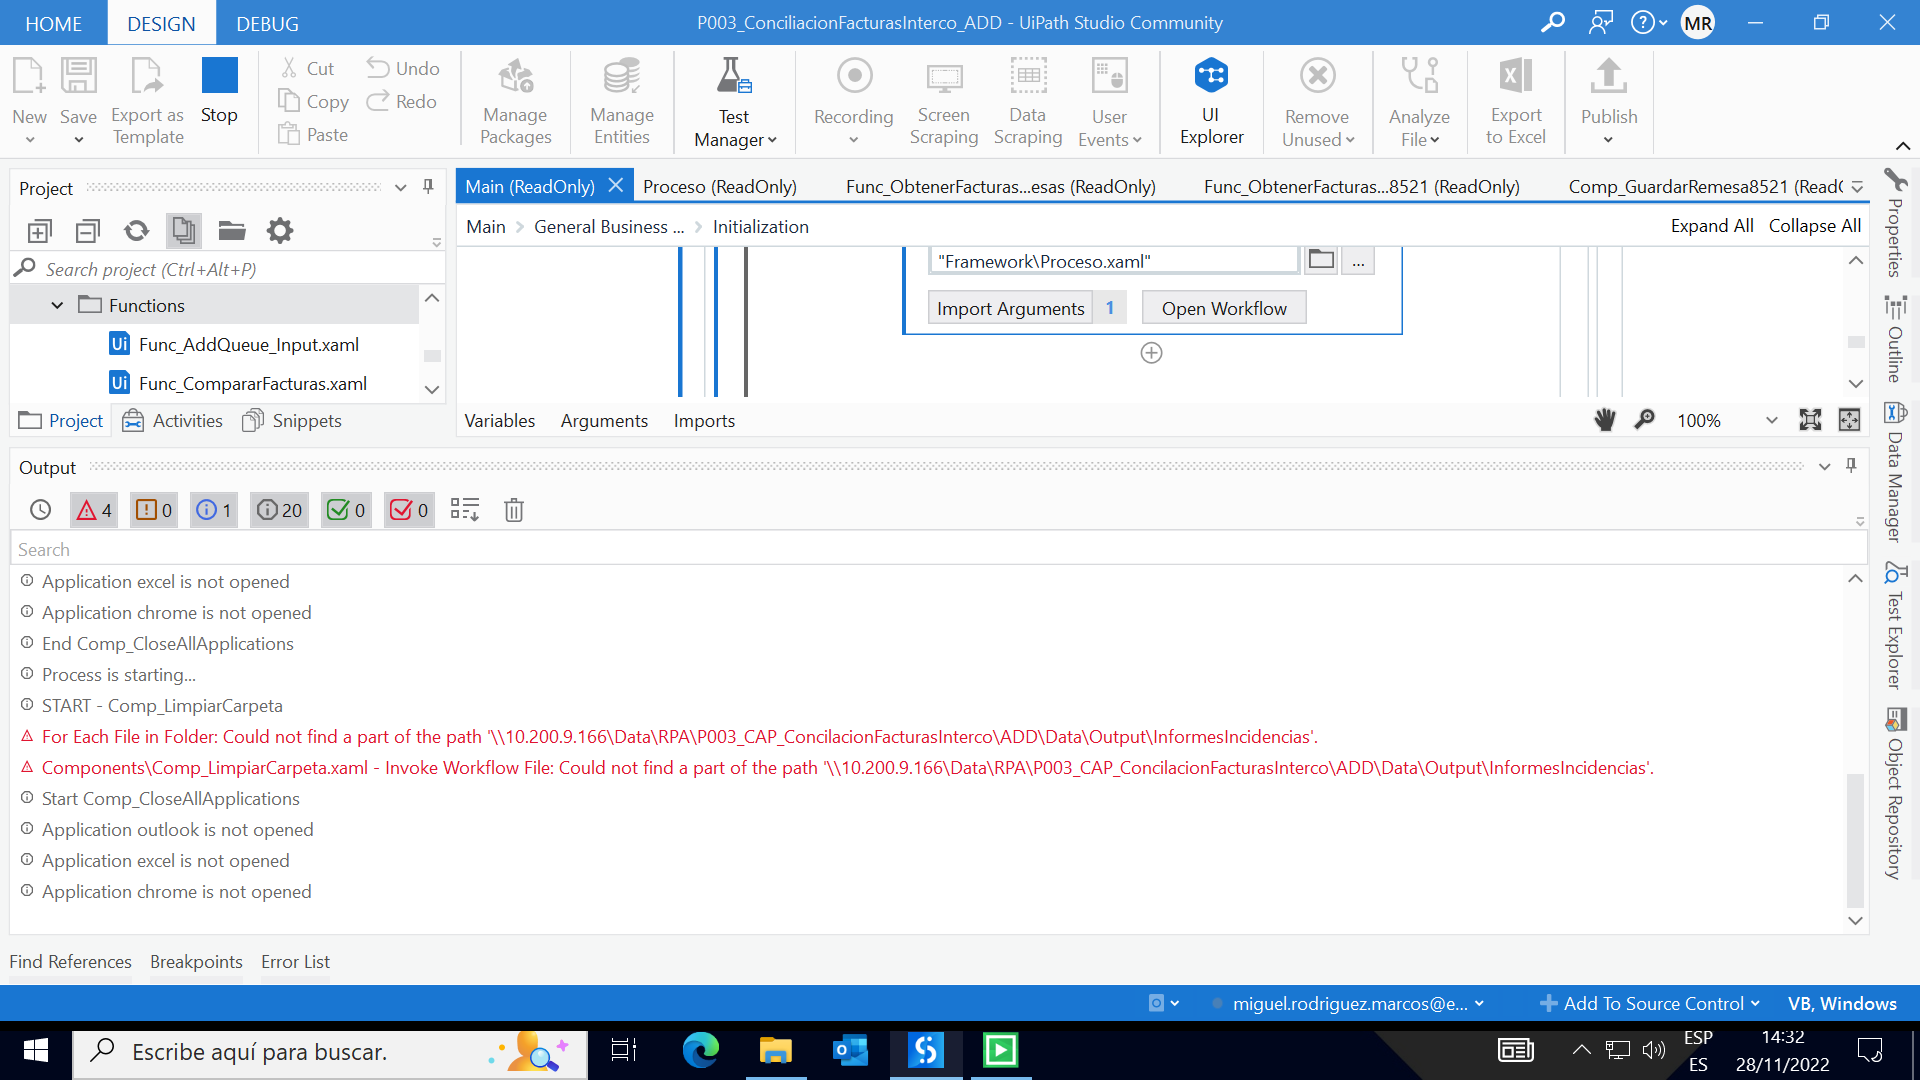 HOME
DESIGN
DEBUG
P003_ConciliacionFacturasInterco_ADD - UiPath Studio Community
MR
New
Save
Export as Template
Stop
Cut
Copy
Paste
Undo
Redo
Manage Packages
Manage Entities
Test Manager
Recording
Screen Scraping
Data Scraping
User Events
UI Explorer
Remove Unused
Analyze File
Export to Excel
Publish
Project
Main (ReadOnly)
Proceso (ReadOnly)
Func_ObtenerFacturas...esas (ReadOnly)
Func_ObtenerFacturas...8521 (ReadOnly)
Comp_GuardarRemesa8521 (ReadO
Main
General Business ...
Initialization
Expand All
Collapse All
Search project (Ctrl+Alt+P)
Functions
Ui Func_AddQueue_Input.xaml
Ui Func_CompararFacturas.xaml
"Framework\Proceso.xaml"
...
Import Arguments 1
Open Workflow
Project
Activities
Snippets
Variables
Arguments
Imports
100%
Properties
Outline
Data Manager
Test Explorer
Object Repository
Output
4
0
1
20
0
0
Search
Application excel is not opened
Application chrome is not opened
End Comp_CloseAllApplications
Process is starting...
START - Comp_LimpiarCarpeta
For Each File in Folder: Could not find a part of the path '\\10.200.9.166\Data\RPA\P003_CAP_ConcilacionFacturasInterco\ADD\Data\Output\InformesIncidencias'.
Components\Comp_LimpiarCarpeta.xaml - Invoke Workflow File: Could not find a part of the path '\\10.200.9.166\Data\RPA\P003_CAP_ConcilacionFacturasInterco\ADD\Data\Output\InformesIncidencias'.
Start Comp_CloseAllApplications
Application outlook is not opened
Application excel is not opened
Application chrome is not opened
Find References
Breakpoints
Error List
miguel.rodriguez.marcos@e...
Add To Source Control
VB, Windows
Escribe aquí para buscar.
ESP
ES
14:32
28/11/2022